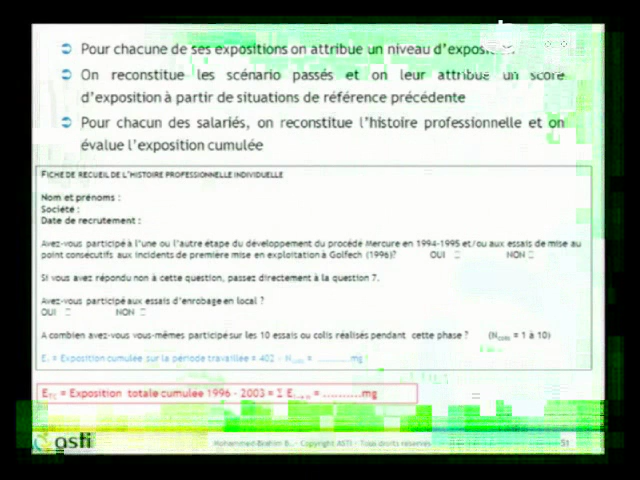 Pour chacune de ses expositions on attribue un niveau
On reconstitue les scénario passés et on leur attribue un score
d'exposition à partir de situations de référence précédente
Pour chacun des salariés, on reconstitue l'histoire professionnelle et on
évalue l'exposition cumulée
FICHE DE RECUEIL DE L'HISTOIRE PROFESSIONNELLE INDIVIDUELLE
Nom et prénoms :
Société :
Date de recrutement :
Avez-vous participé à l'une ou l'autre étape du développement du procédé Mercure en 1994-1995 et/ou aux essais de mise au
point consécutifs aux incidents de première mise en exploitation à Golfech (1996)? OUI NON
Si vous avez répondu non à cette question, passez directement à la question 7.
Avez-vous participé aux essais d'enrobage en local ?
OUI NON
A combien avez-vous vous-mêmes participé sur les 10 essais ou colis réalisés pendant cette phase ? (N = 1 à 10)
= Exposition cumulée sur la période travaillée = 402 = .......... mg
= Exposition totale cumulée 1996 - 2003 = Σ = ..........mg
asti
Mohammed-Brahim B. - Copyright ASTI - Tous droits réservés
51